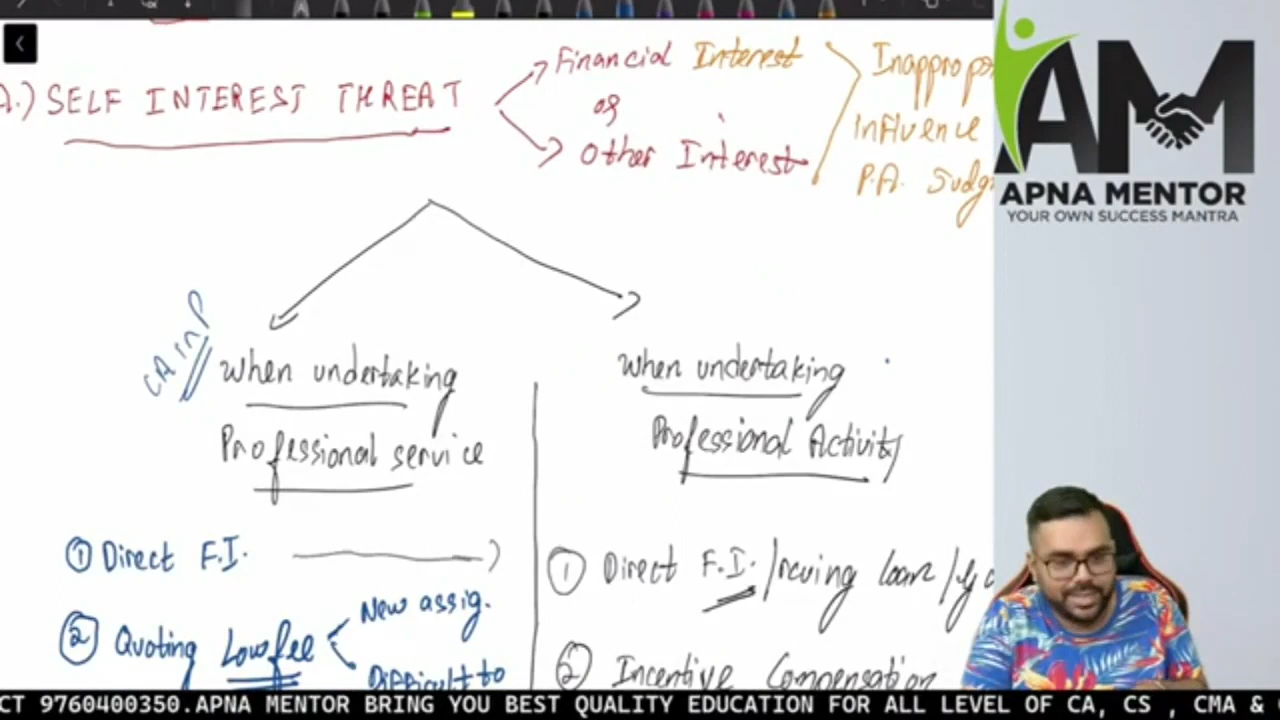 A.) SELF INTEREST THREAT
Financial Interest
or
Other Interest
Inappropr
influence
P.A. Judg
AM
APNA MENTOR
YOUR OWN SUCCESS MANTRA
CA in P
When undertaking
Professional service
When undertaking
Professional Activity
① Direct F.I.
② Quoting Low fee
New assig.
Difficult to
① Direct F.I. / loan
② Incentive Compensation
CT 9760400350.APNA MENTOR BRING YOU BEST QUALITY EDUCATION FOR ALL LEVEL OF CA, CS , CMA &